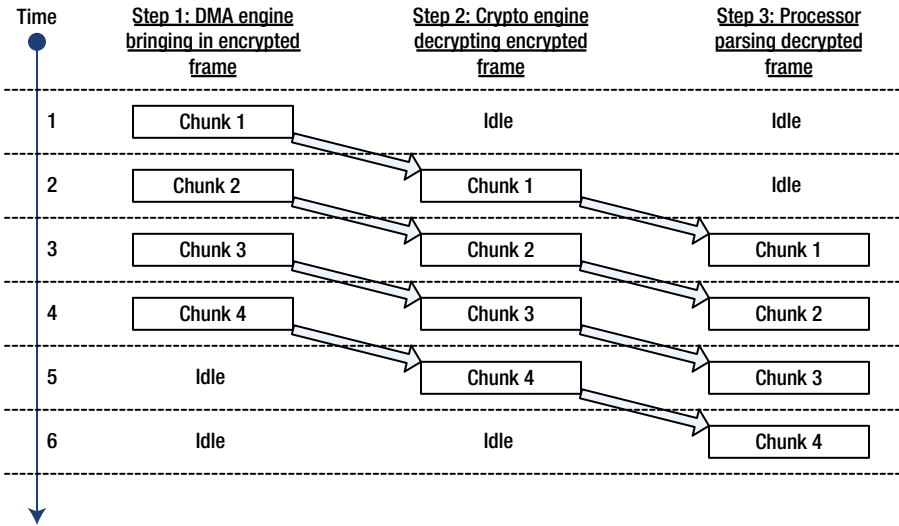 Time
Step 1: DMA engine
bringing in encrypted
frame
Step 2: Crypto engine
decrypting encrypted
frame
Step 3: Processor
parsing decrypted
frame
1
Chunk 1
Idle
Idle
2
Chunk 2
Chunk 1
Idle
3
Chunk 3
Chunk 2
Chunk 1
4
Chunk 4
Chunk 3
Chunk 2
5
Idle
Chunk 4
Chunk 3
6
Idle
Idle
Chunk 4